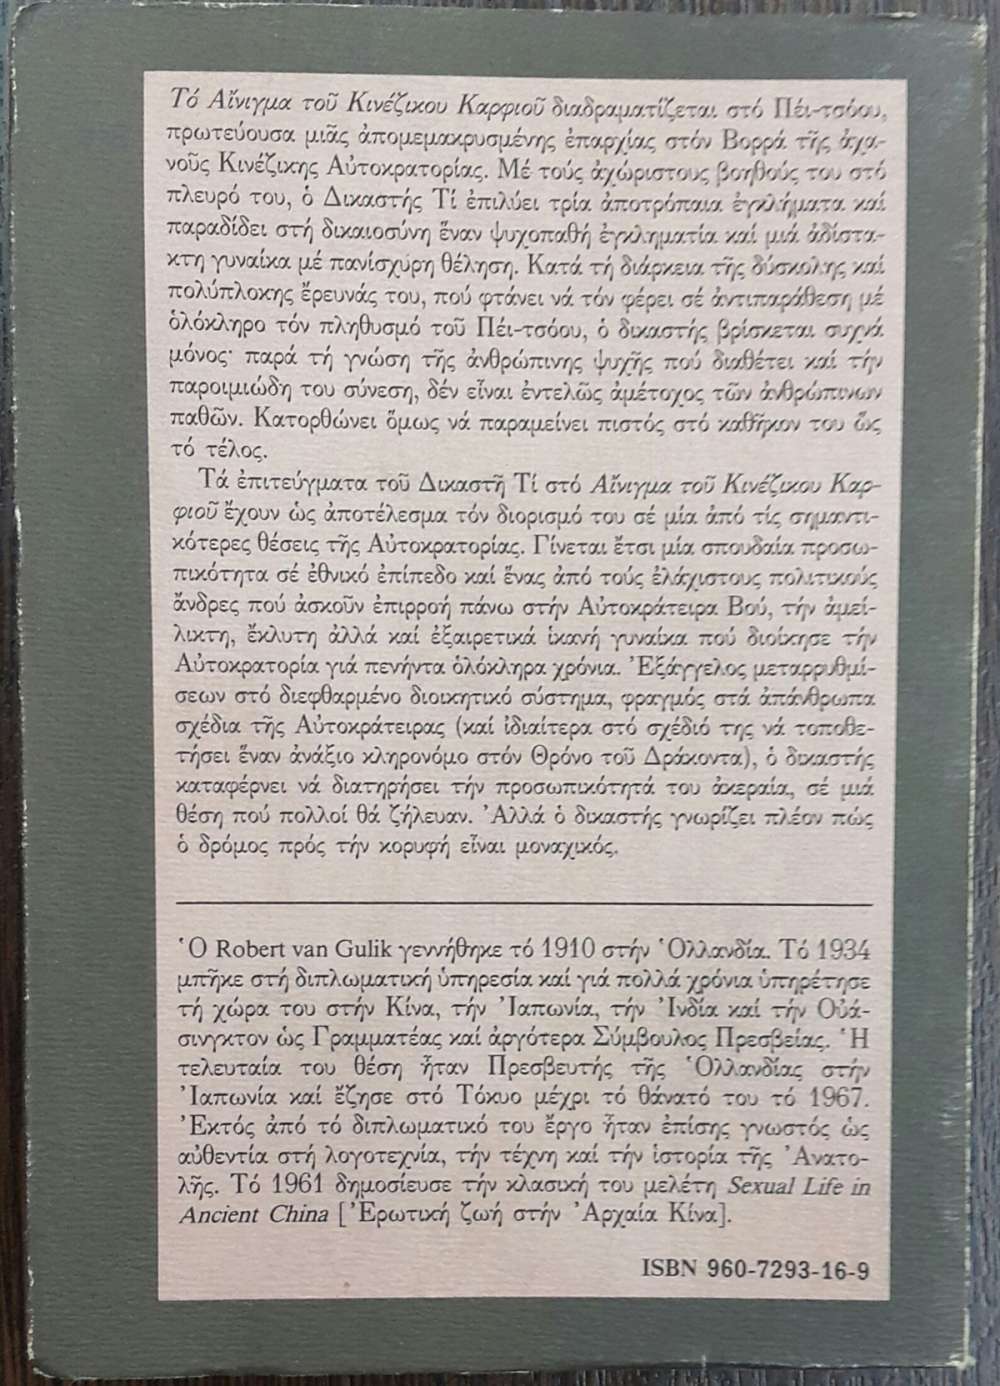 Τό Αἴνιγμα τοῦ Κινέζικου Καρφιοῦ διαδραματίζεται στό Πέι-τσόου,
πρωτεύουσα μιᾶς ἀπομεμακρυσμένης ἐπαρχίας στόν Βορρά τῆς ἀχα-
νοῦς Κινέζικης Αὐτοκρατορίας. Μέ τούς ἀχώριστους βοηθούς του στό
πλευρό του, ὁ Δικαστής Τί ἐπιλύει τρία ἀποτρόπαια ἐγκλήματα καί
παραδίδει στή δικαιοσύνη ἕναν ψυχοπαθή ἐγκληματία καί μιά ἀδίστα-
κτη γυναίκα μέ πανίσχυρη θέληση. Κατά τή διάρκεια τῆς δύσκολης καί
πολύπλοκης ἔρευνάς του, πού φτάνει νά τόν φέρει σέ ἀντιπαράθεση μέ
ὁλόκληρο τόν πληθυσμό τοῦ Πέι-τσόου, ὁ δικαστής βρίσκεται συχνά
μόνος· παρά τή γνώση τῆς ἀνθρώπινης ψυχῆς πού διαθέτει καί τήν
παροιμιώδη του σύνεση, δέν εἶναι ἐντελῶς ἀμέτοχος τῶν ἀνθρώπινων
παθῶν. Κατορθώνει ὅμως νά παραμείνει πιστός στό καθῆκον του ὥς
τό τέλος.
Τά ἐπιτεύγματα τοῦ Δικαστῆ Τί στό Αἴνιγμα τοῦ Κινέζικου Καρ-
φιοῦ ἔχουν ὡς ἀποτέλεσμα τόν διορισμό του σέ μία ἀπό τίς σημαντι-
κότερες θέσεις τῆς Αὐτοκρατορίας. Γίνεται ἔτσι μία σπουδαία προσω-
πικότητα σέ ἐθνικό ἐπίπεδο καί ἕνας ἀπό τούς ἐλάχιστους πολιτικούς
ἄνδρες πού ἀσκοῦν ἐπιρροή πάνω στήν Αὐτοκράτειρα Βού, τήν ἀμεί-
λικτη, ἔκλυτη ἀλλά καί ἐξαιρετικά ἱκανή γυναίκα πού διοίκησε τήν
Αὐτοκρατορία γιά πενήντα ὁλόκληρα χρόνια. Ἐξάγγελος μεταρρυθμί-
σεων στό διεφθαρμένο διοικητικό σύστημα, φραγμός στά ἀπάνθρωπα
σχέδια τῆς Αὐτοκράτειρας (καί ἰδιαίτερα στό σχέδιό της νά τοποθε-
τήσει ἕναν ἀνάξιο κληρονόμο στόν Θρόνο τοῦ Δράκοντα), ὁ δικαστής
καταφέρνει νά διατηρήσει τήν προσωπικότητά του ἀκεραία, σέ μιά
θέση πού πολλοί θά ζήλευαν. Ἀλλά ὁ δικαστής γνωρίζει πλέον πώς
ὁ δρόμος πρός τήν κορυφή εἶναι μοναχικός.
Ὁ Robert van Gulik γεννήθηκε τό 1910 στήν Ὁλλανδία. Τό 1934
μπῆκε στή διπλωματική ὑπηρεσία καί γιά πολλά χρόνια ὑπηρέτησε
τή χώρα του στήν Κίνα, τήν Ἰαπωνία, τήν Ἰνδία καί τήν Οὐά-
σινγκτον ὡς Γραμματέας καί ἀργότερα Σύμβουλος Πρεσβείας. Ἡ
τελευταία του θέση ἦταν Πρεσβευτής τῆς Ὁλλανδίας στήν
Ἰαπωνία καί ἔζησε στό Τόκυο μέχρι τό θάνατό του τό 1967.
Ἐκτός ἀπό τό διπλωματικό του ἔργο ἦταν ἐπίσης γνωστός ὡς
αὐθεντία στή λογοτεχνία, τήν τέχνη καί τήν ἱστορία τῆς Ἀνατο-
λῆς. Τό 1961 δημοσίευσε τήν κλασική του μελέτη Sexual Life in
Ancient China [Ἐρωτική ζωή στήν Ἀρχαία Κίνα].
ISBN 960-7293-16-9